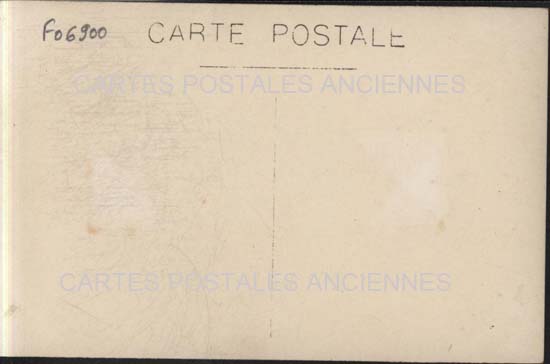 F06900 CARTE POSTALE
CARTES POSTALES ANCIENNES
CARTES POSTALES ANCIENNES